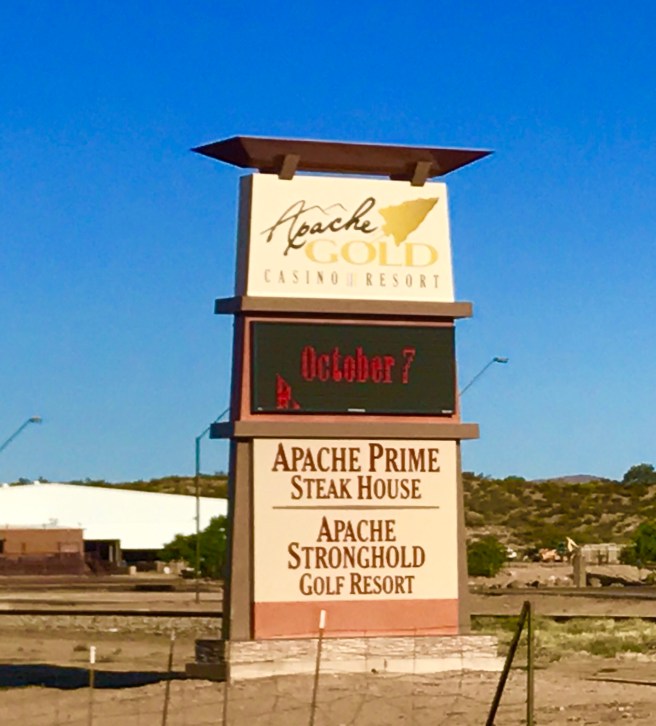 Apache
GOLD
CASINO RESORT
October 7
APACHE PRIME
STEAK HOUSE
APACHE
STRONGHOLD
GOLF RESORT